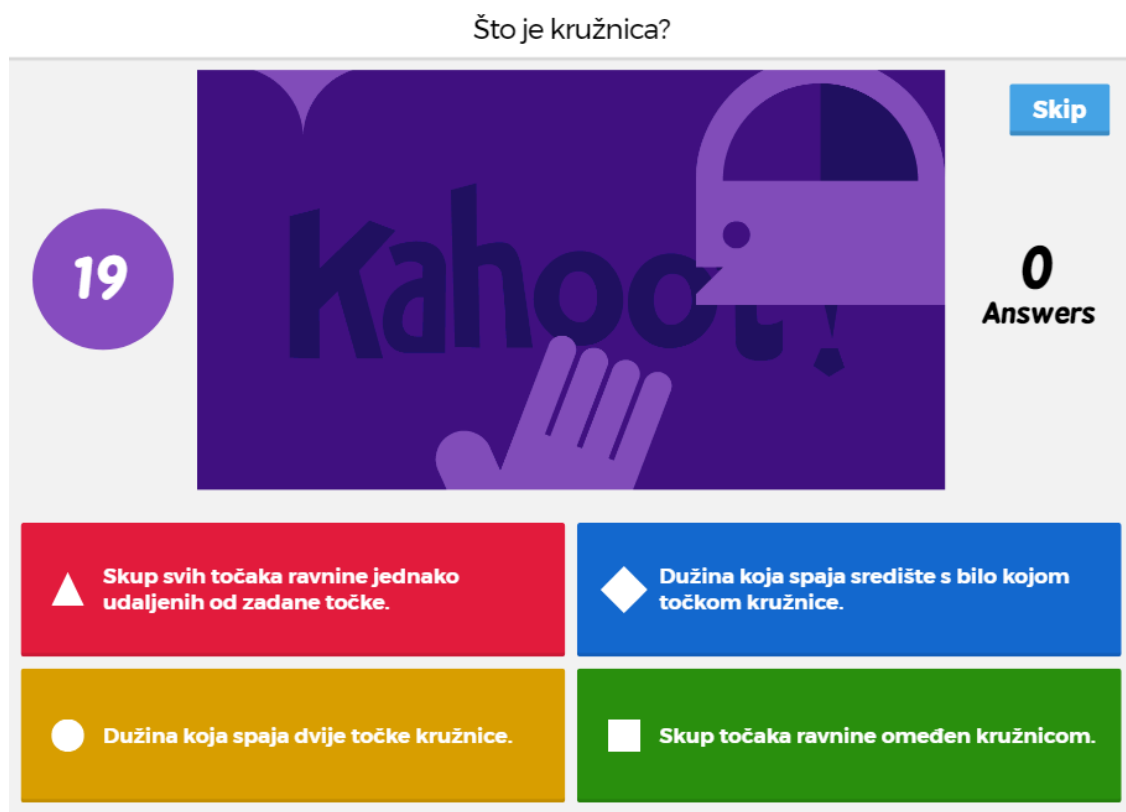 Što je kružnica?
Skip
19
Kahoot!
0
Answers
Skup svih točaka ravnine jednako
udaljenih od zadane točke.
Dužina koja spaja središte s bilo kojom
točkom kružnice.
Dužina koja spaja dvije točke kružnice.
Skup točaka ravnine omeđen kružnicom.